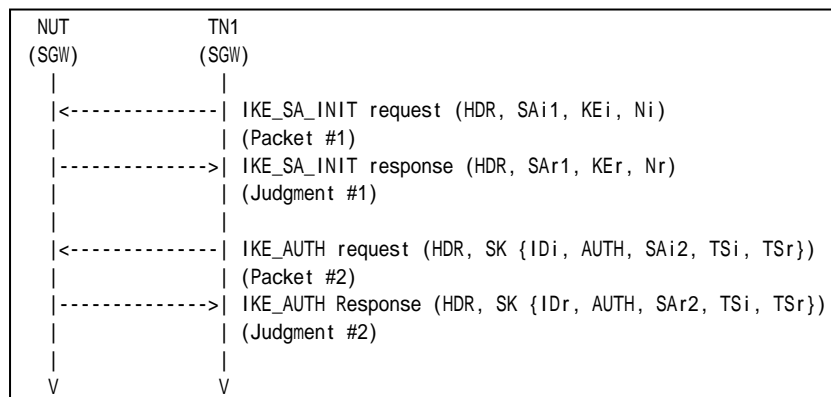 NUT TN1
(SGW) (SGW)
| |
|<--------------| IKE_SA_INIT request (HDR, SAi1, KEi, Ni)
| | (Packet #1)
|-------------->| IKE_SA_INIT response (HDR, SAr1, KEr, Nr)
| | (Judgment #1)
| |
|<--------------| IKE_AUTH request (HDR, SK {IDi, AUTH, SAi2, TSi, TSr})
| | (Packet #2)
|-------------->| IKE_AUTH Response (HDR, SK {IDr, AUTH, SAr2, TSi, TSr})
| | (Judgment #2)
| |
V V